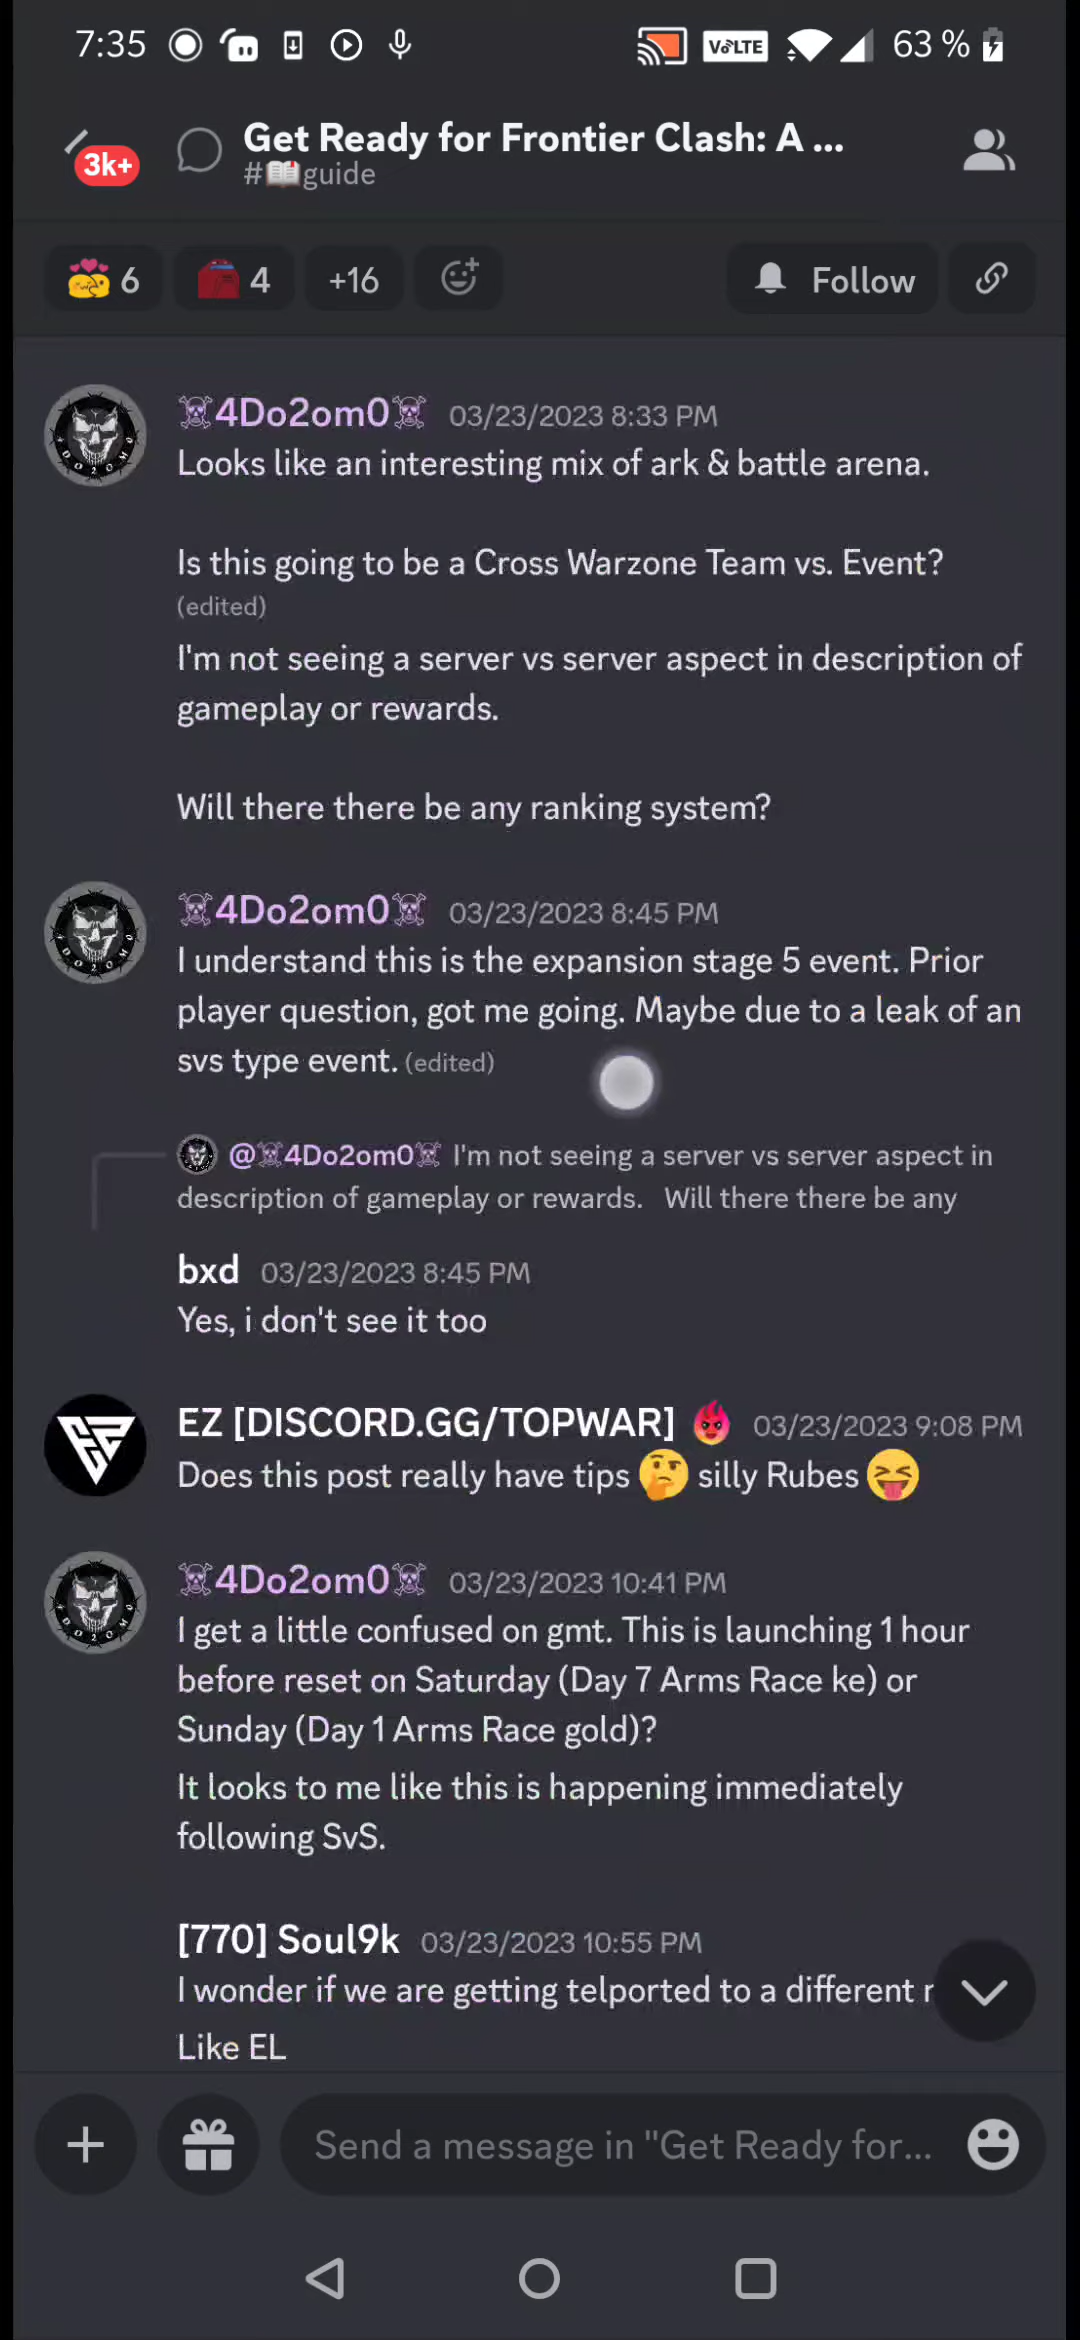 7:35
VoLTE
63 %
3k+
Get Ready for Frontier Clash: A ...
#📖guide
6
4
+16
Follow
☠4Do2om0☠ 03/23/2023 8:33 PM
Looks like an interesting mix of ark & battle arena.
Is this going to be a Cross Warzone Team vs. Event?
(edited)
I'm not seeing a server vs server aspect in description of
gameplay or rewards.
Will there there be any ranking system?
☠4Do2om0☠ 03/23/2023 8:45 PM
I understand this is the expansion stage 5 event. Prior
player question, got me going. Maybe due to a leak of an
svs type event. (edited)
@☠4Do2om0☠ I'm not seeing a server vs server aspect in
description of gameplay or rewards. Will there there be any
bxd 03/23/2023 8:45 PM
Yes, i don't see it too
EZ [DISCORD.GG/TOPWAR] 03/23/2023 9:08 PM
Does this post really have tips 🤔 silly Rubes 😝
☠4Do2om0☠ 03/23/2023 10:41 PM
I get a little confused on gmt. This is launching 1 hour
before reset on Saturday (Day 7 Arms Race ke) or
Sunday (Day 1 Arms Race gold)?
It looks to me like this is happening immediately
following SvS.
[770] Soul9k 03/23/2023 10:55 PM
I wonder if we are getting telported to a different
Like EL
Send a message in "Get Ready for...